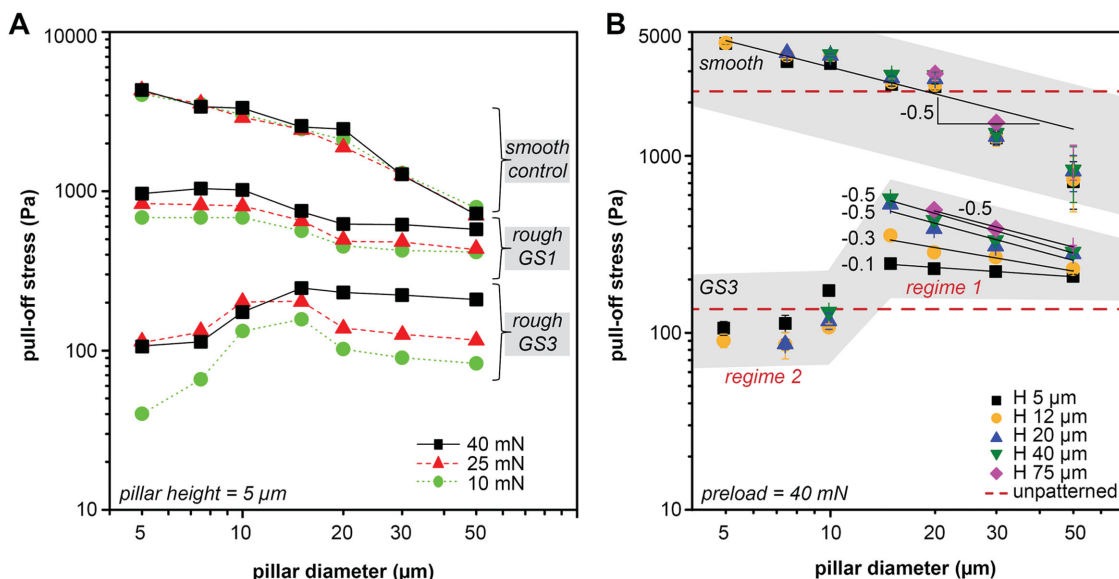 A
pull-off stress (Pa)
10000
1000
100
10
smooth
control
rough
GS1
rough
GS3
40 mN
25 mN
10 mN
pillar height = 5 µm
5
10
20
30
50
pillar diameter (µm)
B
pull-off stress (Pa)
5000
1000
100
10
smooth
-0.5
-0.5
-0.5
-0.5
-0.3
-0.1
GS3
regime 1
regime 2
H 5 µm
H 12 µm
H 20 µm
H 40 µm
H 75 µm
unpatterned
preload = 40 mN
5
10
20
30
50
pillar diameter (µm)